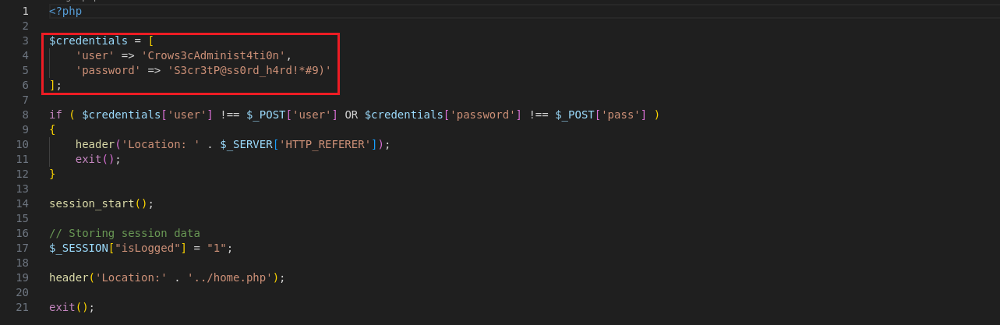 1 <?php
2
3 $credentials = [
4 'user' => 'Crows3cAdminist4ti0n',
5 'password' => 'S3cr3tP@ss0rd_h4rd!*#9)'
6 ];
7
8 if ( $credentials['user'] !== $_POST['user'] OR $credentials['password'] !== $_POST['pass'] )
9 {
10 header('Location: ' . $_SERVER['HTTP_REFERER']);
11 exit();
12 }
13
14 session_start();
15
16 // Storing session data
17 $_SESSION["isLogged"] = "1";
18
19 header('Location:' . '../home.php');
20
21 exit();